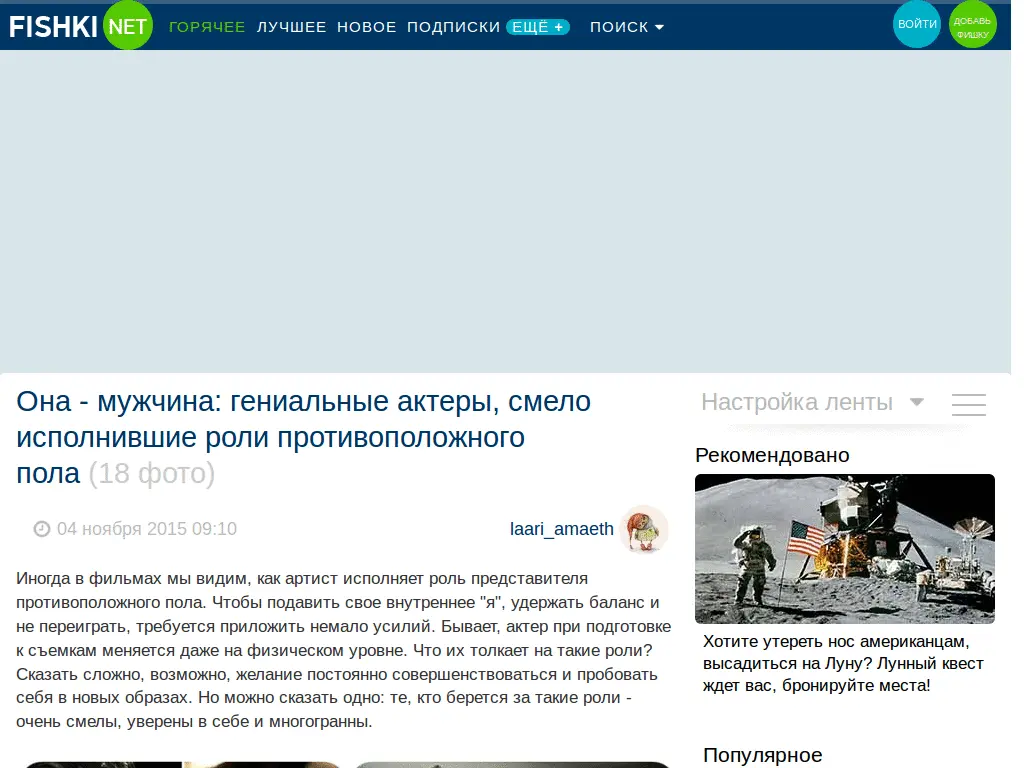 FISHKI NET ГОРЯЧЕЕ ЛУЧШЕЕ НОВОЕ ПОДПИСКИ ЕЩЁ + ПОИСК ВОЙТИ ДОБАВЬ ФИШКУ
Она - мужчина: гениальные актеры, смело
исполнившие роли противоположного
пола (18 фото)
04 ноября 2015 09:10
laari_amaeth
Иногда в фильмах мы видим, как артист исполняет роль представителя
противоположного пола. Чтобы подавить свое внутреннее "я", удержать баланс и
не переиграть, требуется приложить немало усилий. Бывает, актер при подготовке
к съемкам меняется даже на физическом уровне. Что их толкает на такие роли?
Сказать сложно, возможно, желание постоянно совершенствоваться и пробовать
себя в новых образах. Но можно сказать одно: те, кто берется за такие роли -
очень смелы, уверены в себе и многогранны.
Настройка ленты
Рекомендовано
Хотите утереть нос американцам,
высадиться на Луну? Лунный квест
ждет вас, бронируйте места!
Популярное